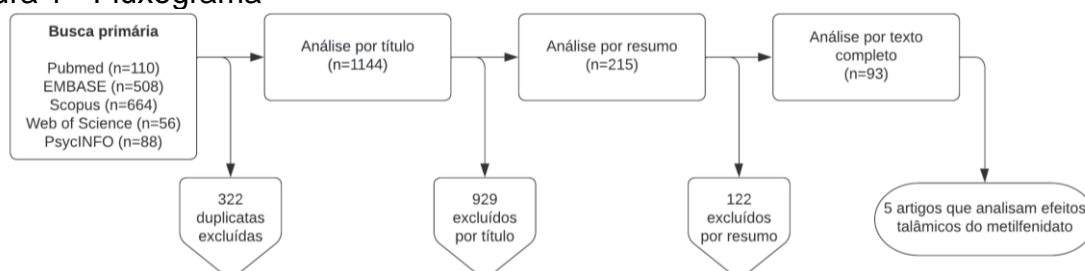 Busca primária
Pubmed (n=110)
EMBASE (n=508)
Scopus (n=664)
Web of Science (n=56)
PsycINFO (n=88)
Análise por título
(n=1144)
Análise por resumo
(n=215)
Análise por texto
completo
(n=93)
322
duplicatas
excluídas
929
excluídos
por título
122
excluídos
por resumo
5 artigos que analisam efeitos
talâmicos do metilfenidato